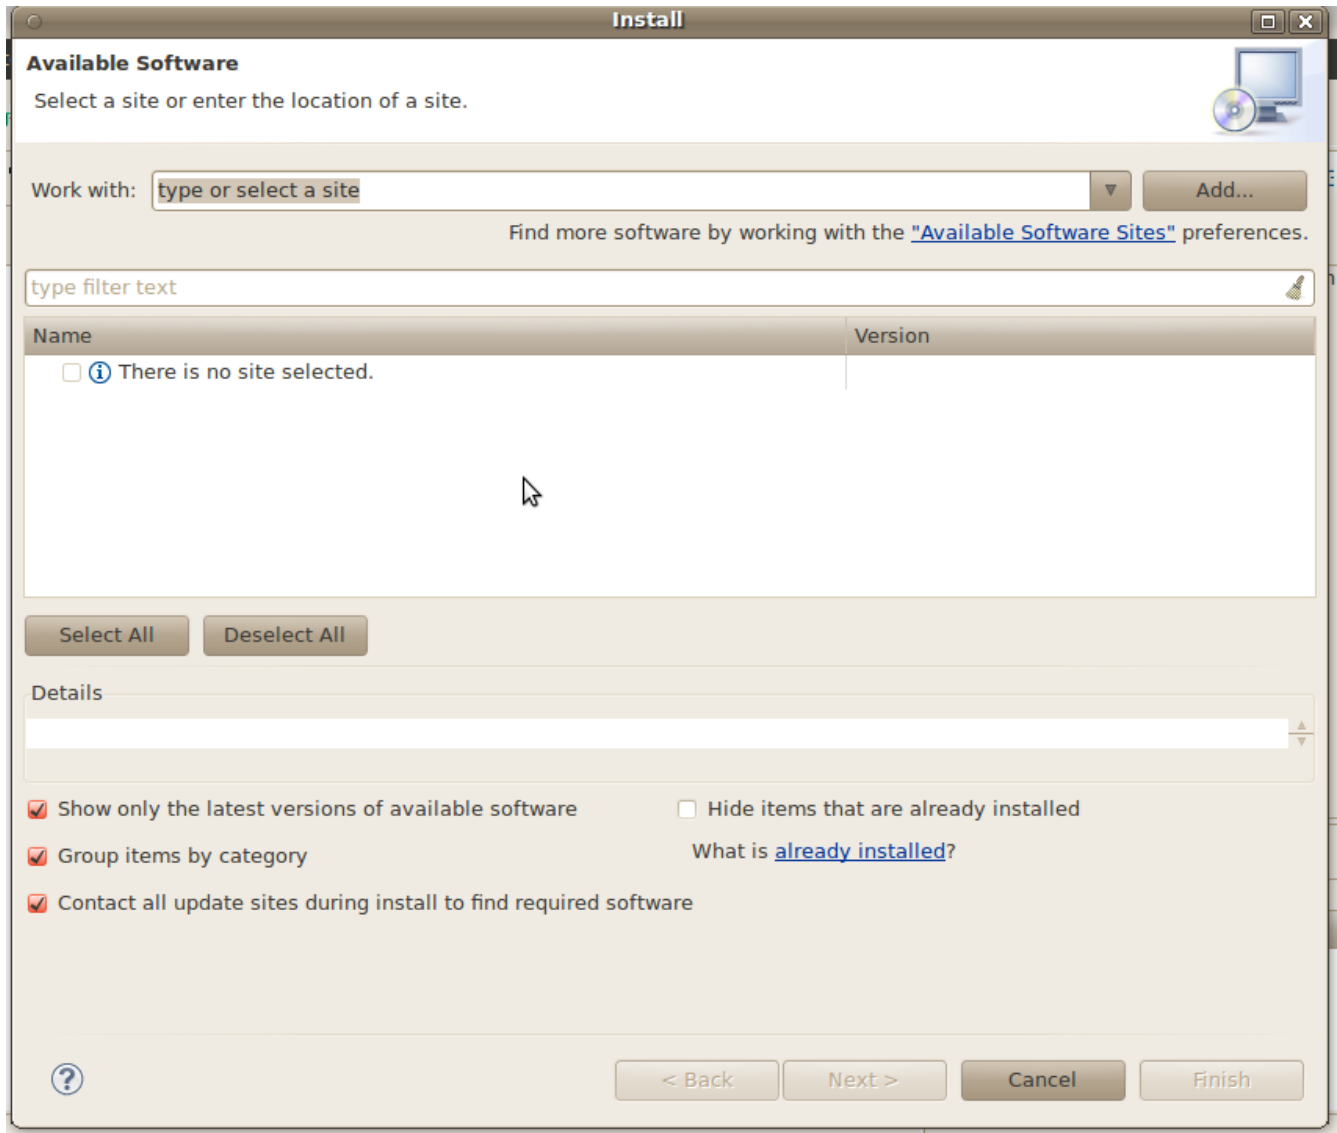 Install
Available Software
Select a site or enter the location of a site.
Work with: type or select a site Add...
Find more software by working with the "Available Software Sites" preferences.
type filter text
Name Version
There is no site selected.
Select All Deselect All
Details
Show only the latest versions of available software Hide items that are already installed
Group items by category What is already installed?
Contact all update sites during install to find required software
< Back Next > Cancel Finish